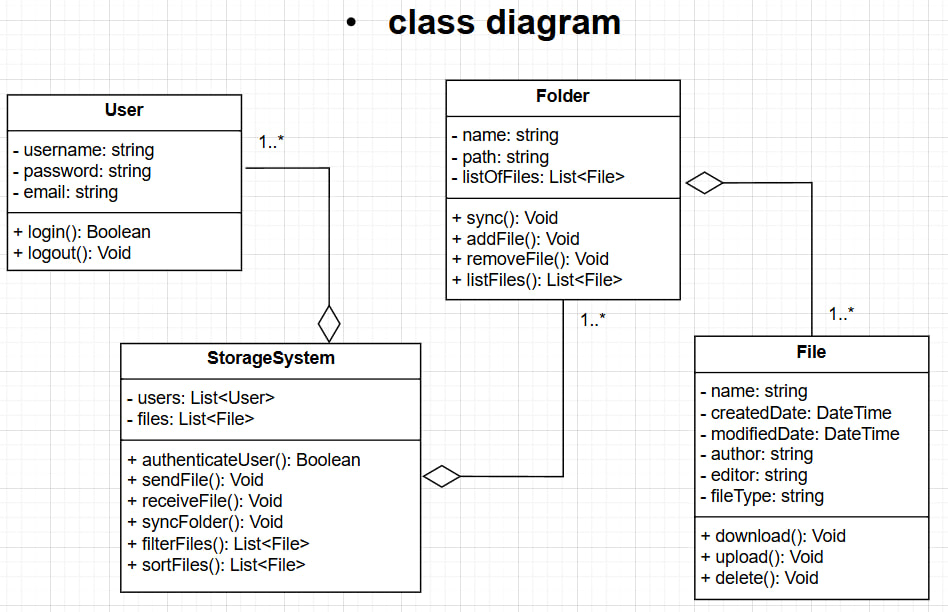 • class diagram
User
- username: string
- password: string
- email: string
+ login(): Boolean
+ logout(): Void
1..*
Folder
- name: string
- path: string
- listOfFiles: List<File>
+ sync(): Void
+ addFile(): Void
+ removeFile(): Void
+ listFiles(): List<File>
1..*
1..*
StorageSystem
- users: List<User>
- files: List<File>
+ authenticateUser(): Boolean
+ sendFile(): Void
+ receiveFile(): Void
+ syncFolder(): Void
+ filterFiles(): List<File>
+ sortFiles(): List<File>
File
- name: string
- createdDate: DateTime
- modifiedDate: DateTime
- author: string
- editor: string
- fileType: string
+ download(): Void
+ upload(): Void
+ delete(): Void